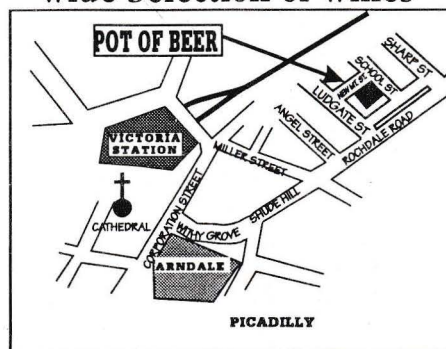 Wide Selection of Wines
POT OF BEER
SHARP ST
SCHOOL ST
NEW MT. ST.
LUDGATE ST
ANGEL STREET
ROCHDALE ROAD
VICTORIA
STATION
MILLER STREET
SHUDE HILL
CATHEDRAL
CORPORATION STREET
WITHY GROVE
ARNDALE
PICADILLY